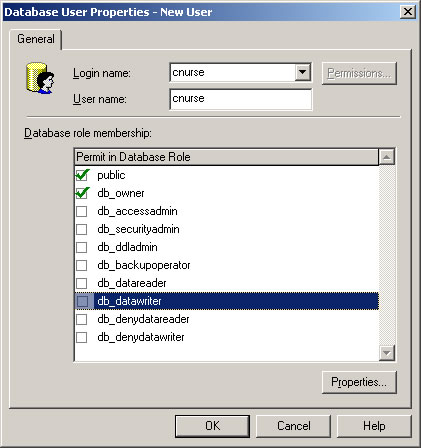 Database User Properties - New User
General
Login name: cnurse Permissions...
User name: cnurse
Database role membership:
Permit in Database Role
public
db_owner
db_accessadmin
db_securityadmin
db_ddladmin
db_backupoperator
db_datareader
db_datawriter
db_denydatareader
db_denydatawriter
Properties...
OK Cancel Help